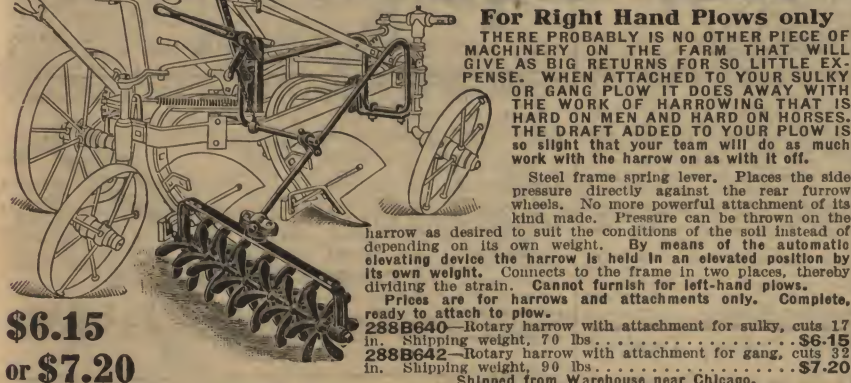 For Right Hand Plows only
THERE PROBABLY IS NO OTHER PIECE OF
MACHINERY ON THE FARM THAT WILL
GIVE AS BIG RETURNS FOR SO LITTLE EX-
PENSE. WHEN ATTACHED TO YOUR SULKY
OR GANG PLOW IT DOES AWAY WITH
THE WORK OF HARROWING THAT IS
HARD ON MEN AND HARD ON HORSES.
THE DRAFT ADDED TO YOUR PLOW IS
so slight that your team will do as much
work with the harrow on as with it off.
Steel frame spring lever. Places the side
pressure directly against the rear furrow
wheels. No more powerful attachment of its
kind made. Pressure can be thrown on the
harrow as desired to suit the conditions of the soil instead of
depending on its own weight. By means of the automatic
elevating device the harrow is held in an elevated position by
its own weight. Connects to the frame in two places, thereby
dividing the strain. Cannot furnish for left-hand plows.
Prices are for harrows and attachments only. Complete,
ready to attach to plow.
288B640—Rotary harrow with attachment for sulky, cuts 17
in. Shipping weight, 70 lbs.................$6.15
288B642—Rotary harrow with attachment for gang, cuts 32
in. Shipping weight, 90 lbs.................$7.20
Shipped from Warehouse near Chicago.
$6.15
or $7.20